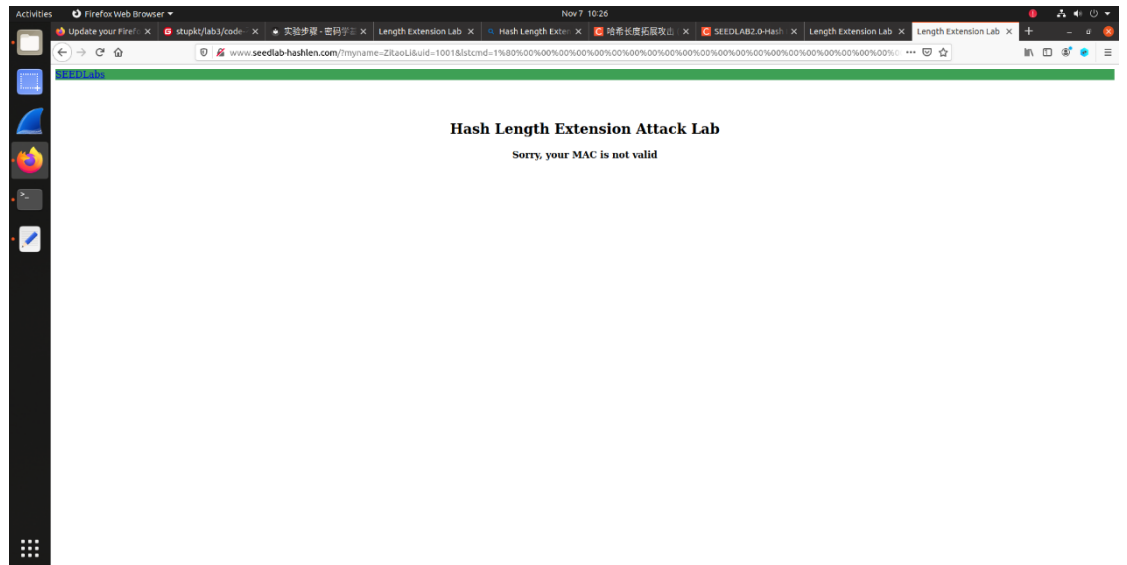 Activities Firefox Web Browser Nov 7 10:26
Update your Firef stupkt/lab3/code- 实验步骤 - 密码学 Length Extension Lab Hash Length Exten 哈希长度拓展攻击 SEEDLAB2.0-Hash Length Extension Lab Length Extension Lab
www.seedlab-hashlen.com/?myname=ZitaoLi&uid=1001&lstcmd=1%80%00%00%00%00%00%00%00%00%00%00%00%00%00%00%00%00%00%00%00%00
SEEDLabs
Hash Length Extension Attack Lab
Sorry, your MAC is not valid